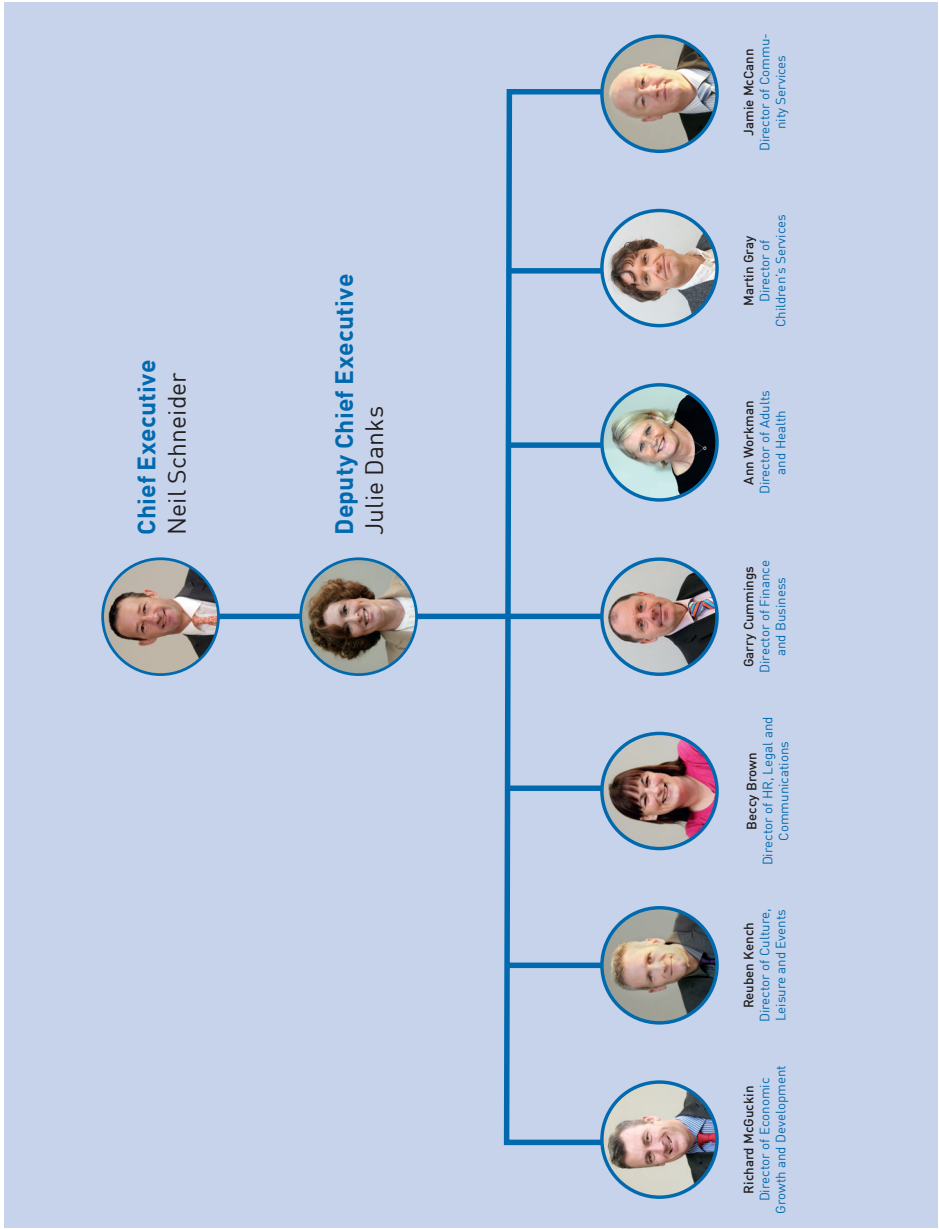 Chief Executive
Neil Schneider
Deputy Chief Executive
Julie Danks
Richard McGuckin
Director of Economic
Growth and Development
Reuben Kench
Director of Culture,
Leisure and Events
Beccy Brown
Director of HR, Legal and
Communications
Garry Cummings
Director of Finance
and Business
Ann Workman
Director of Adults
and Health
Martin Gray
Director of
Children's Services
Jamie McCann
Director of Commu-
nity Services